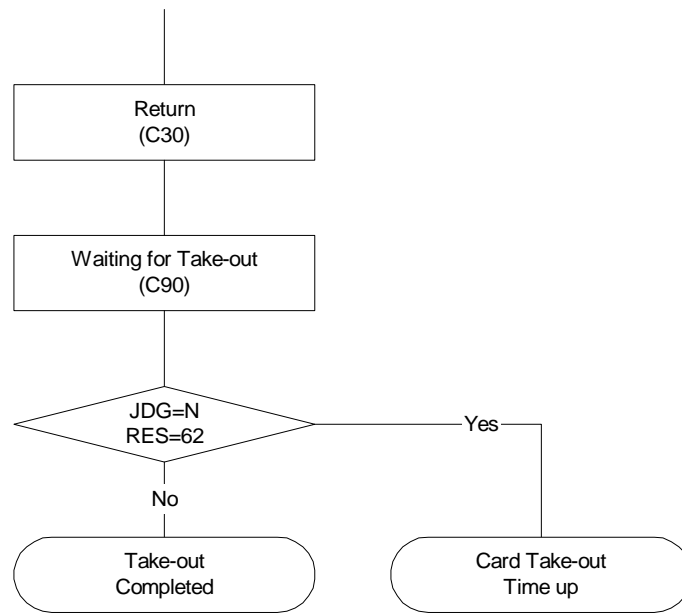 Return
(C30)
Waiting for Take-out
(C90)
JDG=N
RES=62
Yes
No
Take-out
Completed
Card Take-out
Time up